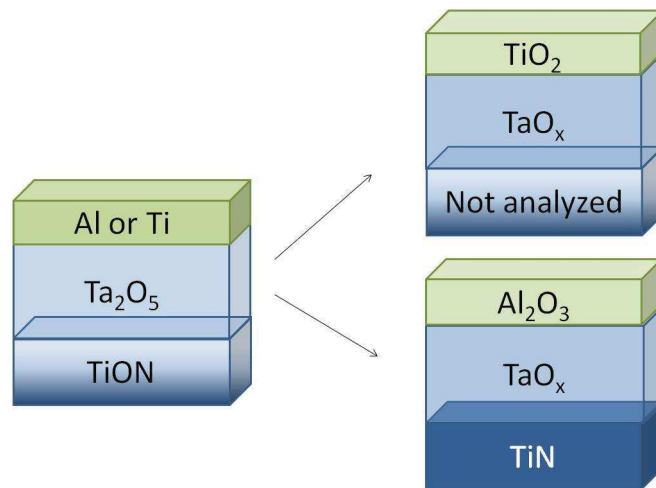 Al or Ti
Ta₂O₅
TiON
TiO₂
TaOₓ
Not analyzed
Al₂O₃
TaOₓ
TiN